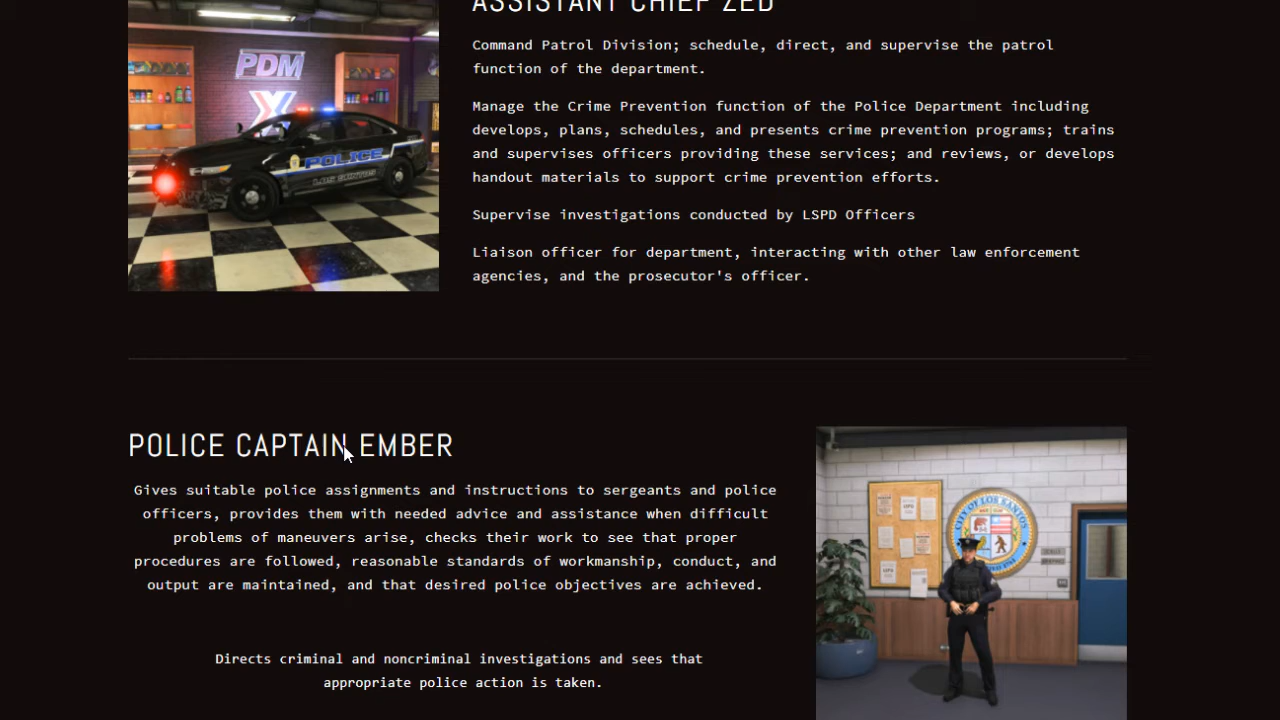 ASSISTANT CHIEF ZED
Command Patrol Division; schedule, direct, and supervise the patrol
function of the department.
Manage the Crime Prevention function of the Police Department including
develops, plans, schedules, and presents crime prevention programs; trains
and supervises officers providing these services; and reviews, or develops
handout materials to support crime prevention efforts.
Supervise investigations conducted by LSPD Officers
Liaison officer for department, interacting with other law enforcement
agencies, and the prosecutor's officer.
PDM
POLICE
LOS SANTOS
POLICE CAPTAIN EMBER
Gives suitable police assignments and instructions to sergeants and police
officers, provides them with needed advice and assistance when difficult
problems of maneuvers arise, checks their work to see that proper
procedures are followed, reasonable standards of workmanship, conduct, and
output are maintained, and that desired police objectives are achieved.
Directs criminal and noncriminal investigations and sees that
appropriate police action is taken.
CITY OF LOS SANTOS